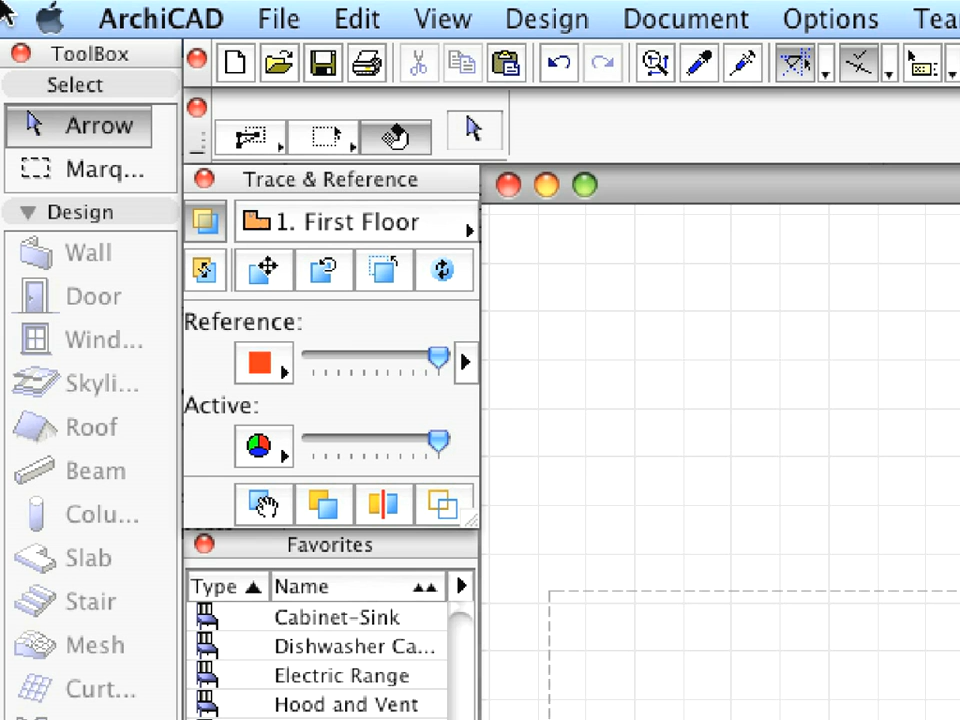 ArchiCAD File Edit View Design Document Options Tea
ToolBox
Select
Arrow
Marq...
Design
Wall
Door
Wind...
Skyli...
Roof
Beam
Colu...
Slab
Stair
Mesh
Curt...
Trace & Reference
1. First Floor
Reference:
Active:
Favorites
Type Name
Cabinet-Sink
Dishwasher Ca...
Electric Range
Hood and Vent